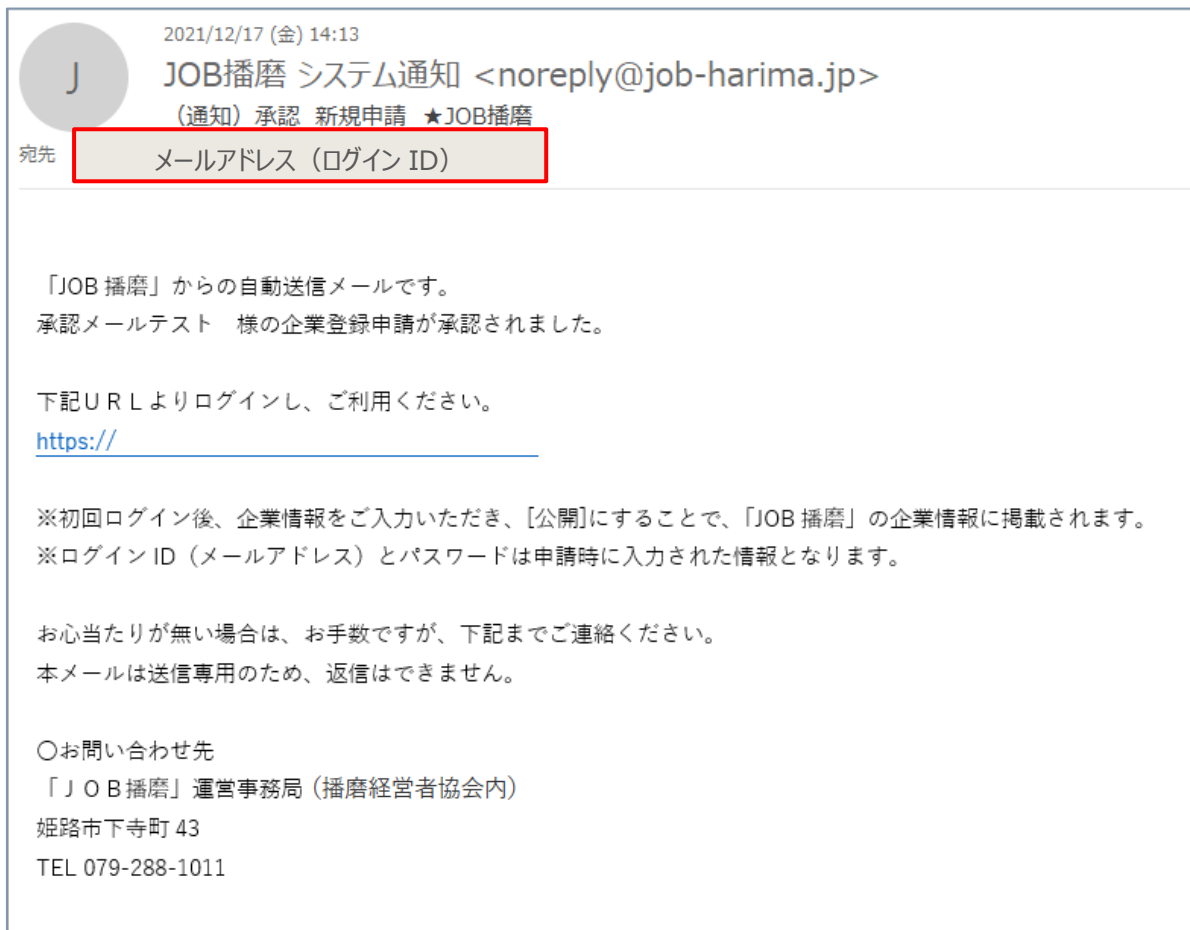 J
2021/12/17 (金) 14:13
JOB播磨 システム通知 <noreply@job-harima.jp>
（通知）承認 新規申請 ★JOB播磨
宛先 メールアドレス（ログイン ID）
「JOB 播磨」からの自動送信メールです。
承認メールテスト　様の企業登録申請が承認されました。
下記ＵＲＬよりログインし、ご利用ください。
https://
※初回ログイン後、企業情報をご入力いただき、[公開]にすることで、「JOB 播磨」の企業情報に掲載されます。
※ログイン ID（メールアドレス）とパスワードは申請時に入力された情報となります。
お心当たりが無い場合は、お手数ですが、下記までご連絡ください。
本メールは送信専用のため、返信はできません。
〇お問い合わせ先
「ＪＯＢ播磨」運営事務局（播磨経営者協会内）
姫路市下寺町 43
TEL 079-288-1011